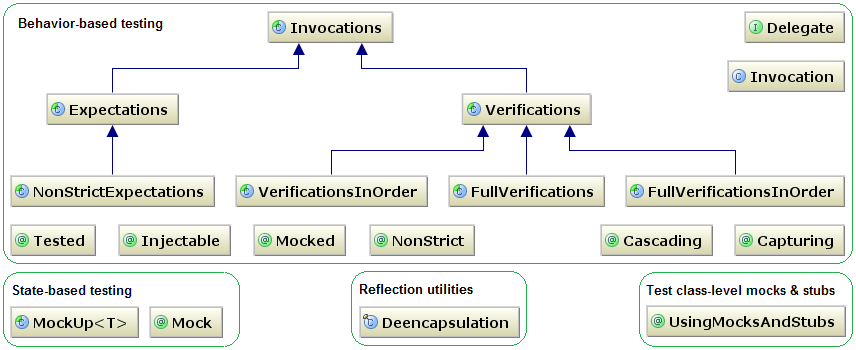 Behavior-based testing
Invocations
Delegate
Invocation
Expectations
Verifications
NonStrictExpectations
VerificationsInOrder
FullVerifications
FullVerificationsInOrder
@ Tested
@ Injectable
@ Mocked
@ NonStrict
@ Cascading
@ Capturing
State-based testing
MockUp<T>
@ Mock
Reflection utilities
Deencapsulation
Test class-level mocks & stubs
@ UsingMocksAndStubs